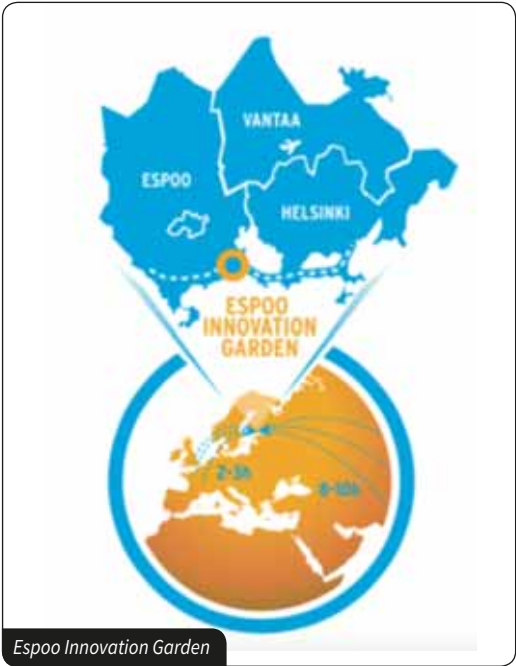 VANTAA
ESPOO
HELSINKI
ESPOO
INNOVATION
GARDEN
2-3h
8-10h
Espoo Innovation Garden